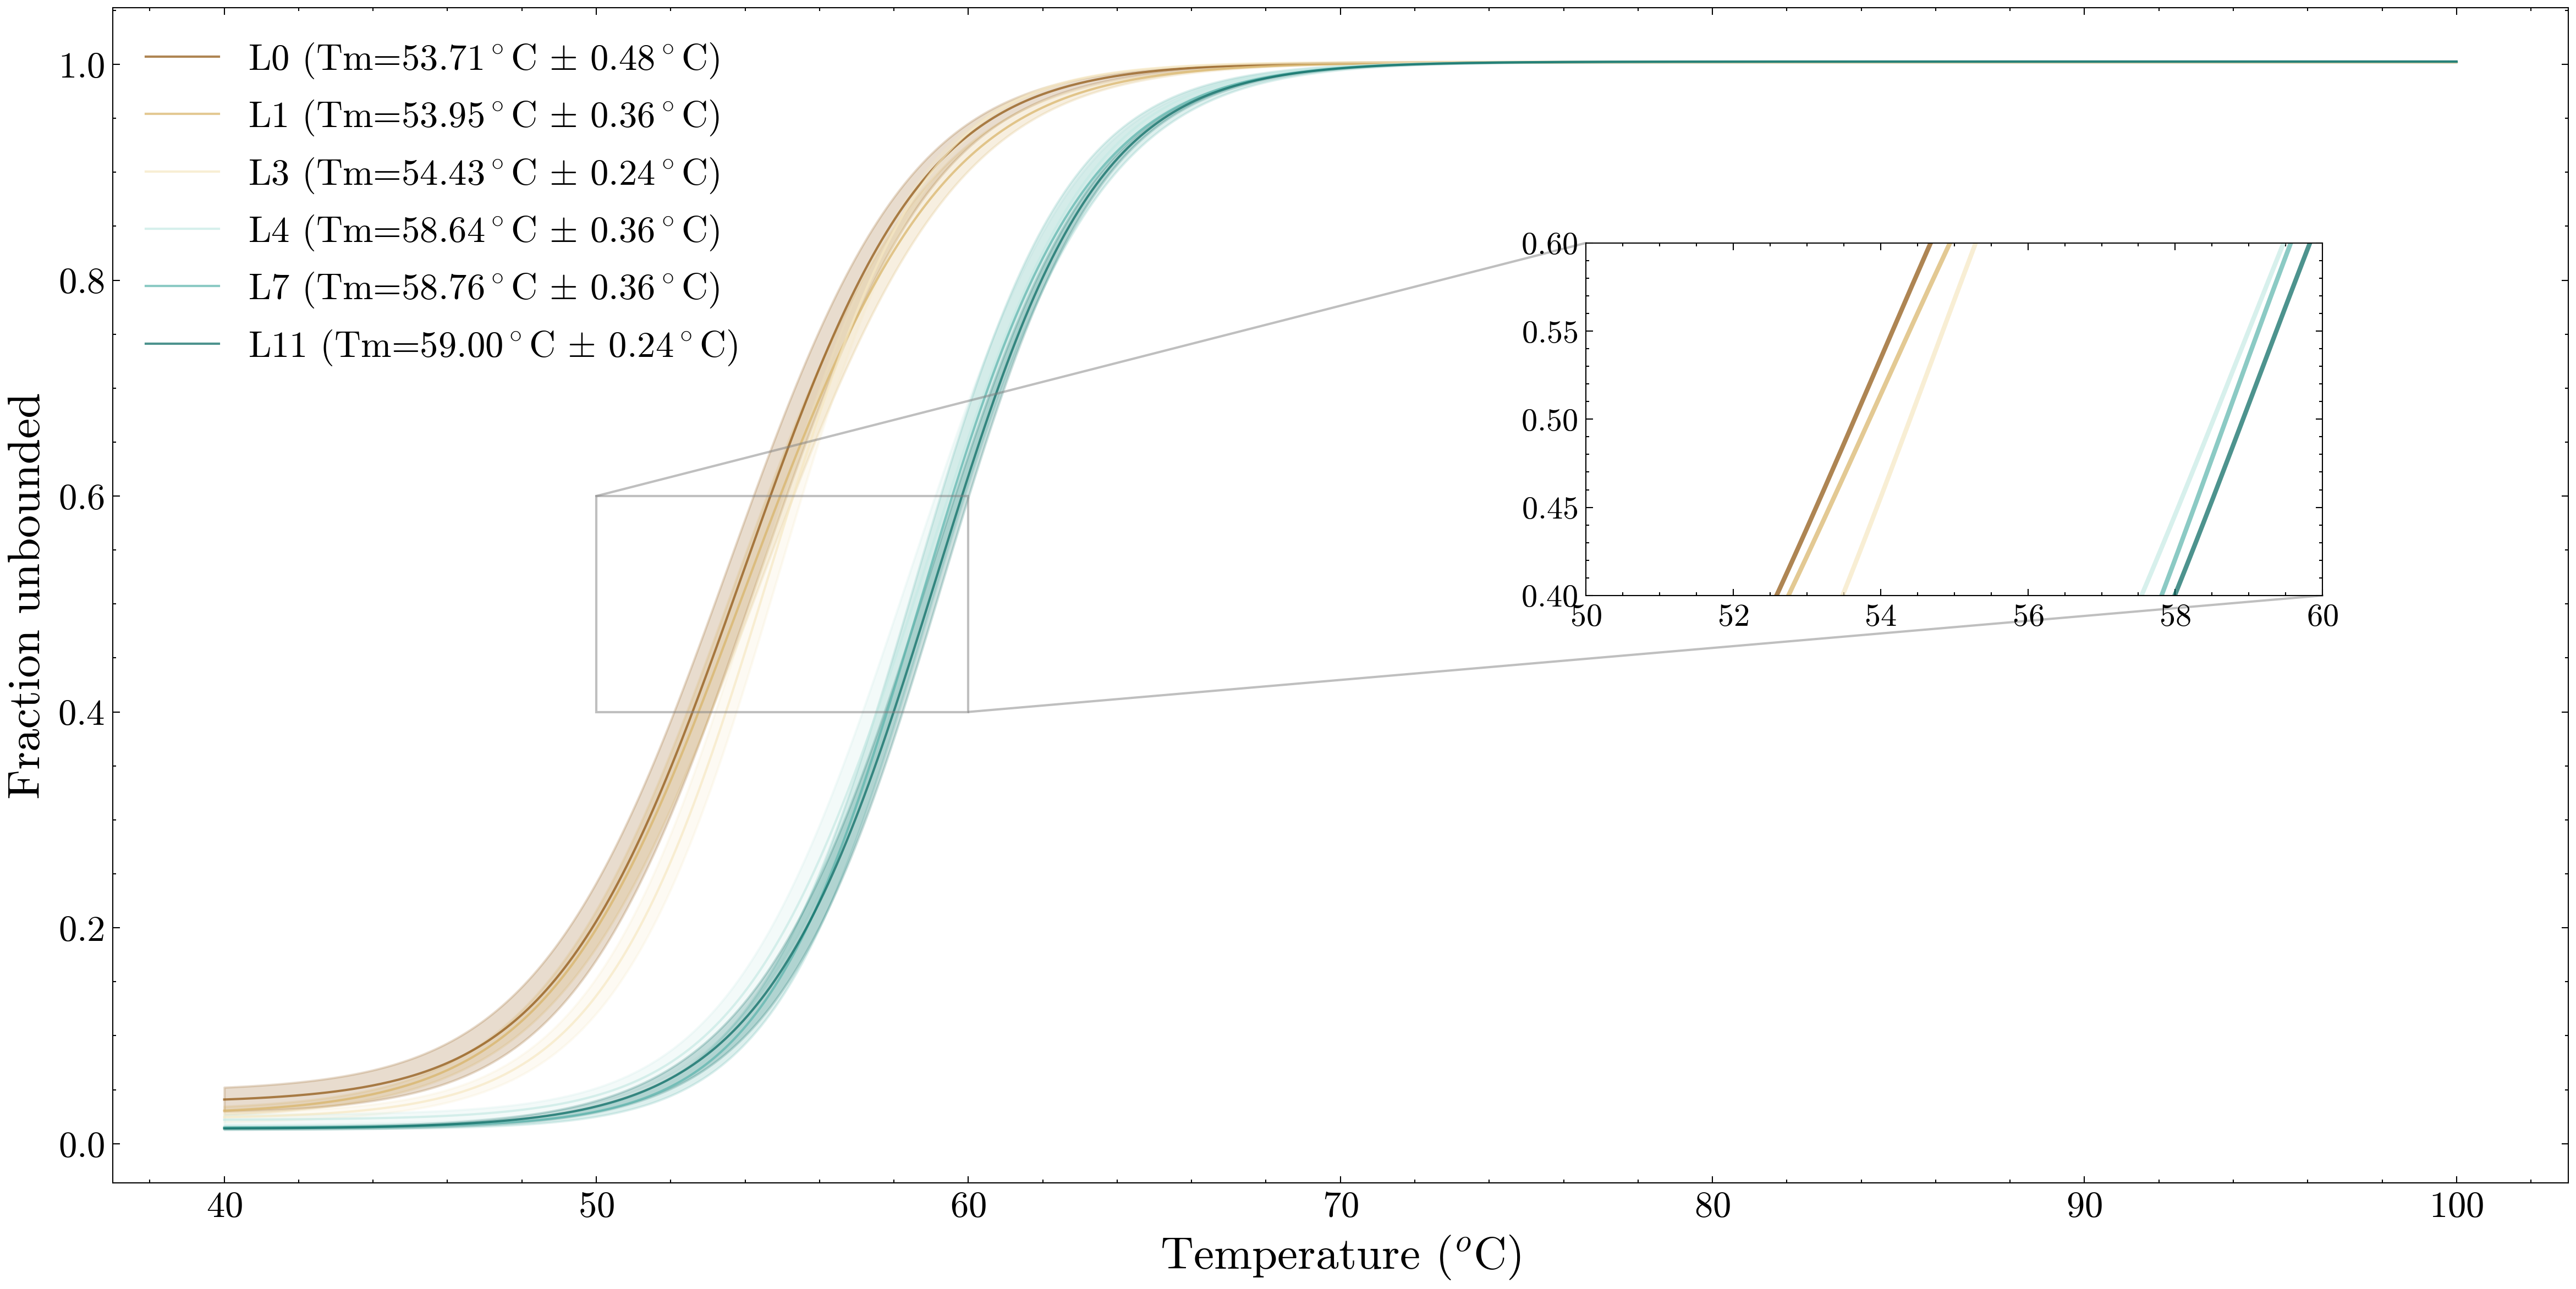 L0 (Tm=53.71°C ± 0.48°C)
L1 (Tm=53.95°C ± 0.36°C)
L3 (Tm=54.43°C ± 0.24°C)
L4 (Tm=58.64°C ± 0.36°C)
L7 (Tm=58.76°C ± 0.36°C)
L11 (Tm=59.00°C ± 0.24°C)
Fraction unbounded
1.0
0.8
0.6
0.4
0.2
0.0
0.60
0.55
0.50
0.45
0.40
50 52 54 56 58 60
40 50 60 70 80 90 100
Temperature (°C)